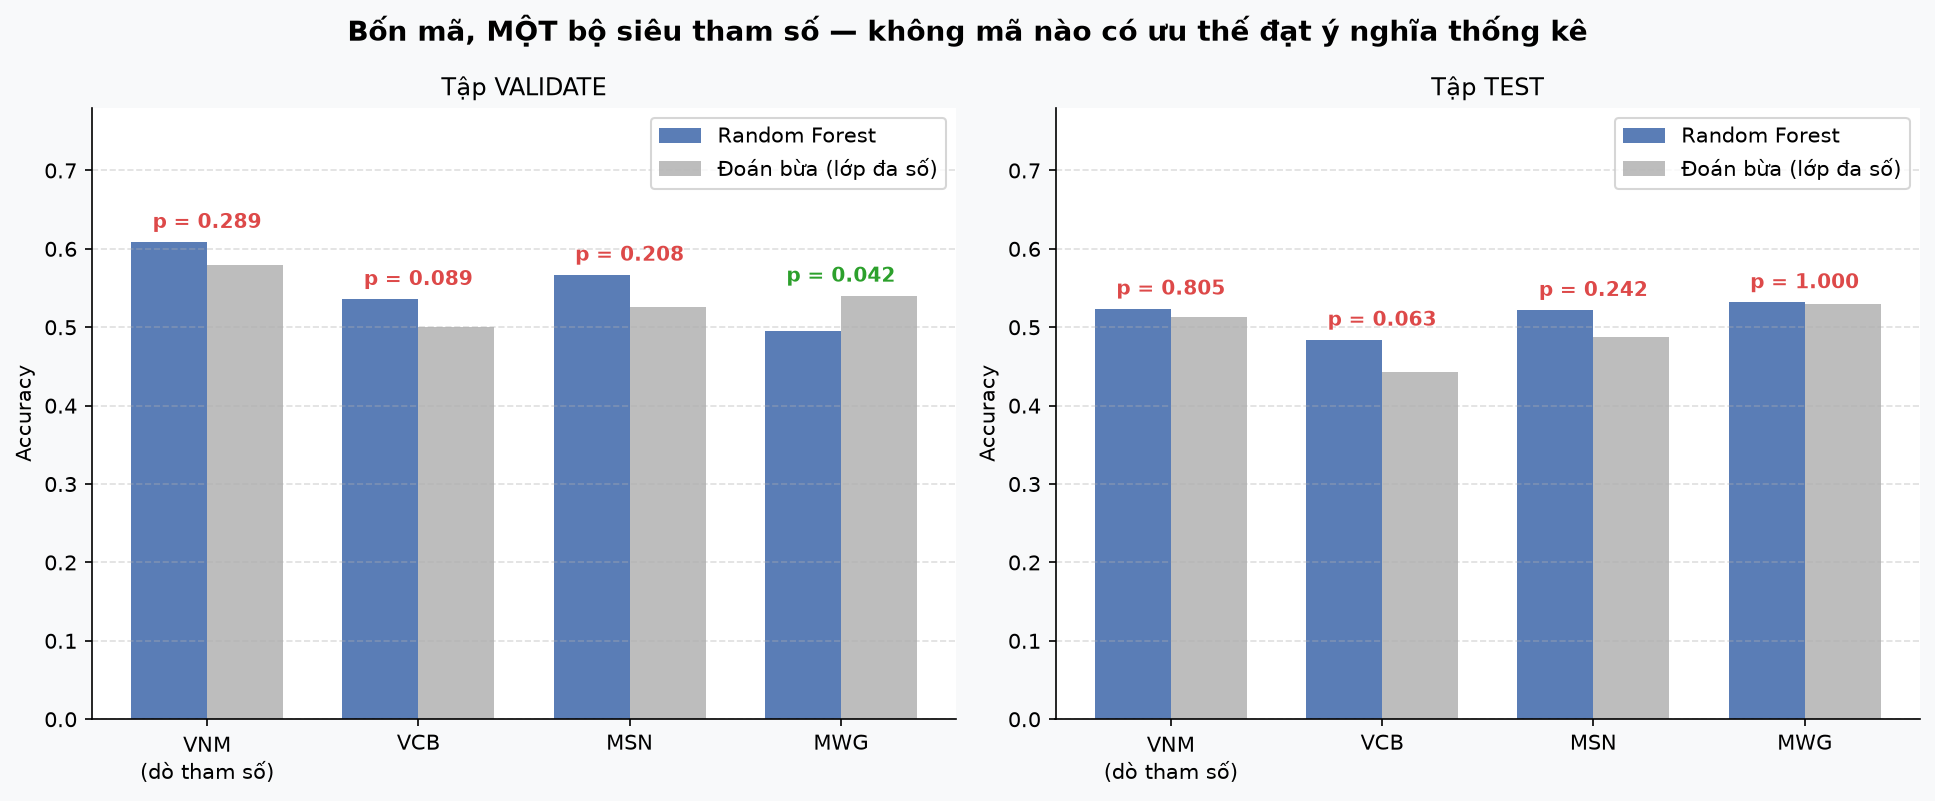 Bốn mã, MỘT bộ siêu tham số — không mã nào có ưu thế đạt ý nghĩa thống kê
Tập VALIDATE
Random Forest
Đoán bừa (lớp đa số)
Accuracy
0.7
0.6
0.5
0.4
0.3
0.2
0.1
0.0
p = 0.289
p = 0.089
p = 0.208
p = 0.042
VNM
(dò tham số)
VCB
MSN
MWG
Tập TEST
Random Forest
Đoán bừa (lớp đa số)
Accuracy
0.7
0.6
0.5
0.4
0.3
0.2
0.1
0.0
p = 0.805
p = 0.063
p = 0.242
p = 1.000
VNM
(dò tham số)
VCB
MSN
MWG